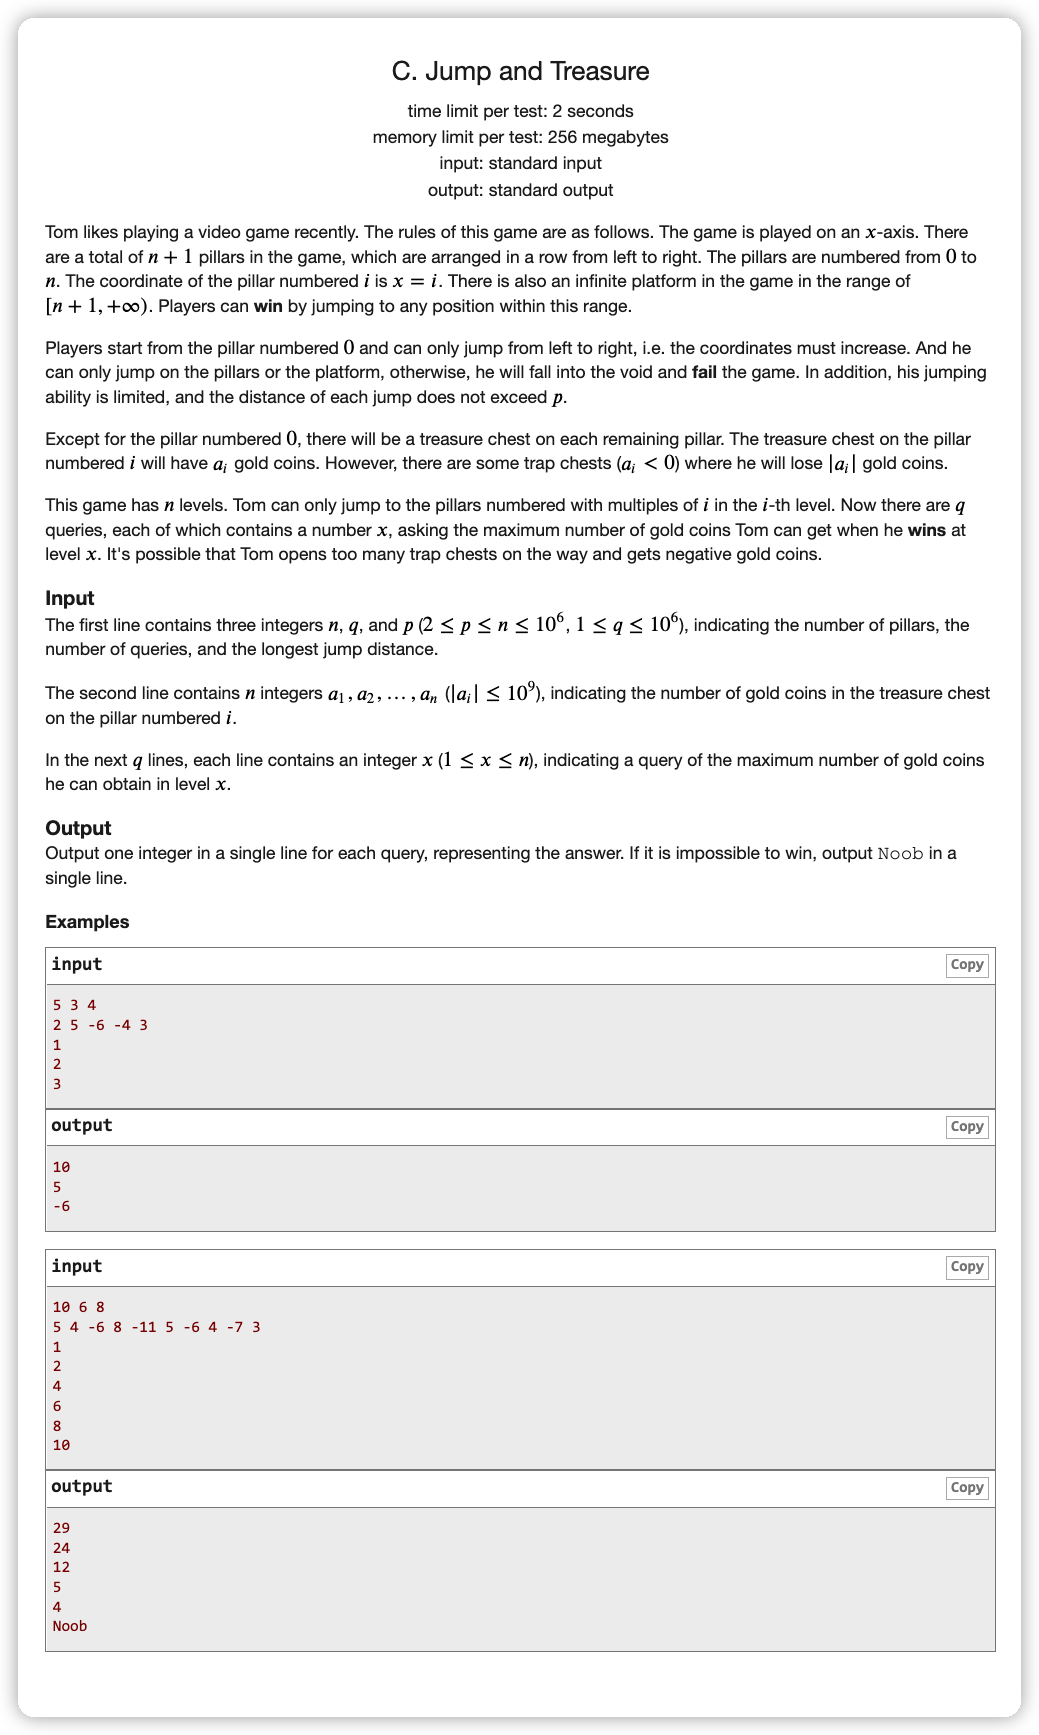 C. Jump and Treasure
time limit per test: 2 seconds
memory limit per test: 256 megabytes
input: standard input
output: standard output
Tom likes playing a video game recently. The rules of this game are as follows. The game is played on an x-axis. There
are a total of n + 1 pillars in the game, which are arranged in a row from left to right. The pillars are numbered from 0 to
n. The coordinate of the pillar numbered i is x = i. There is also an infinite platform in the game in the range of
[n + 1, +∞). Players can win by jumping to any position within this range.
Players start from the pillar numbered 0 and can only jump from left to right, i.e. the coordinates must increase. And he
can only jump on the pillars or the platform, otherwise, he will fall into the void and fail the game. In addition, his jumping
ability is limited, and the distance of each jump does not exceed p.
Except for the pillar numbered 0, there will be a treasure chest on each remaining pillar. The treasure chest on the pillar
numbered i will have a_i gold coins. However, there are some trap chests (a_i < 0) where he will lose |a_i| gold coins.
This game has n levels. Tom can only jump to the pillars numbered with multiples of i in the i-th level. Now there are q
queries, each of which contains a number x, asking the maximum number of gold coins Tom can get when he wins at
level x. It's possible that Tom opens too many trap chests on the way and gets negative gold coins.
Input
The first line contains three integers n, q, and p (2 ≤ p ≤ n ≤ 10^6, 1 ≤ q ≤ 10^6), indicating the number of pillars, the
number of queries, and the longest jump distance.
The second line contains n integers a_1, a_2, ..., a_n (|a_i| ≤ 10^9), indicating the number of gold coins in the treasure chest
on the pillar numbered i.
In the next q lines, each line contains an integer x (1 ≤ x ≤ n), indicating a query of the maximum number of gold coins
he can obtain in level x.
Output
Output one integer in a single line for each query, representing the answer. If it is impossible to win, output Noob in a
single line.
Examples
input Copy
5 3 4
2 5 -6 -4 3
1
2
3
output Copy
10
5
-6
input Copy
10 6 8
5 4 -6 8 -11 5 -6 4 -7 3
1
2
4
6
8
10
output Copy
29
24
12
5
4
Noob